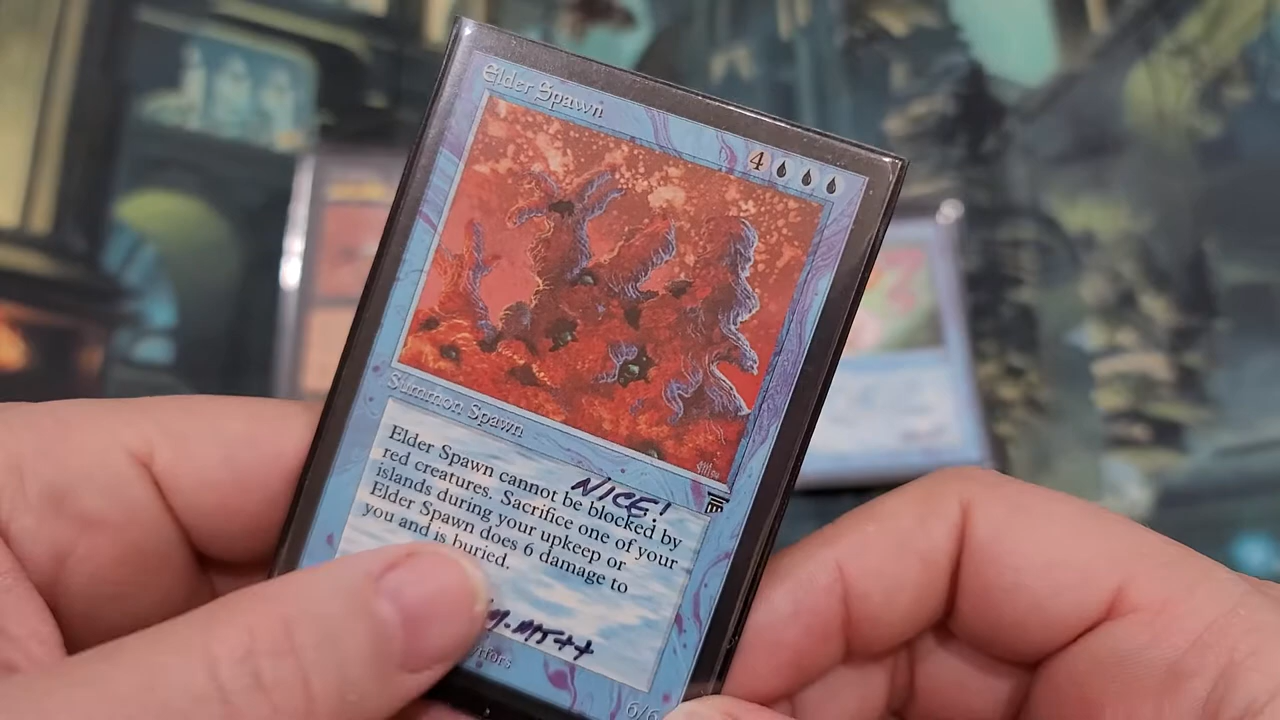 Elder Spawn
4
Summon Spawn
NICE!
Elder Spawn cannot be blocked by
red creatures. Sacrifice one of your
islands during your upkeep or
Elder Spawn does 6 damage to
you and is buried.
6/6